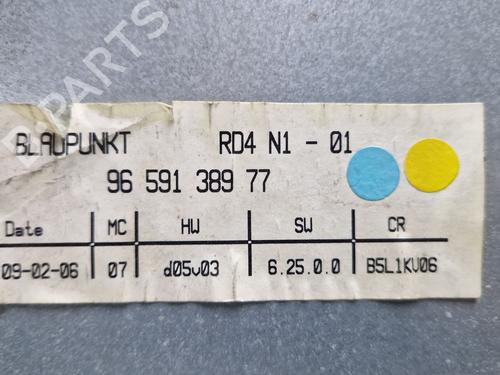 B-PARTS
BLAUPUNKT RD4 N1 - 01
96 591 389 77
Date MC HW SW CR
09-02-06 07 d05v03 6.25.0.0 B5L1KV06